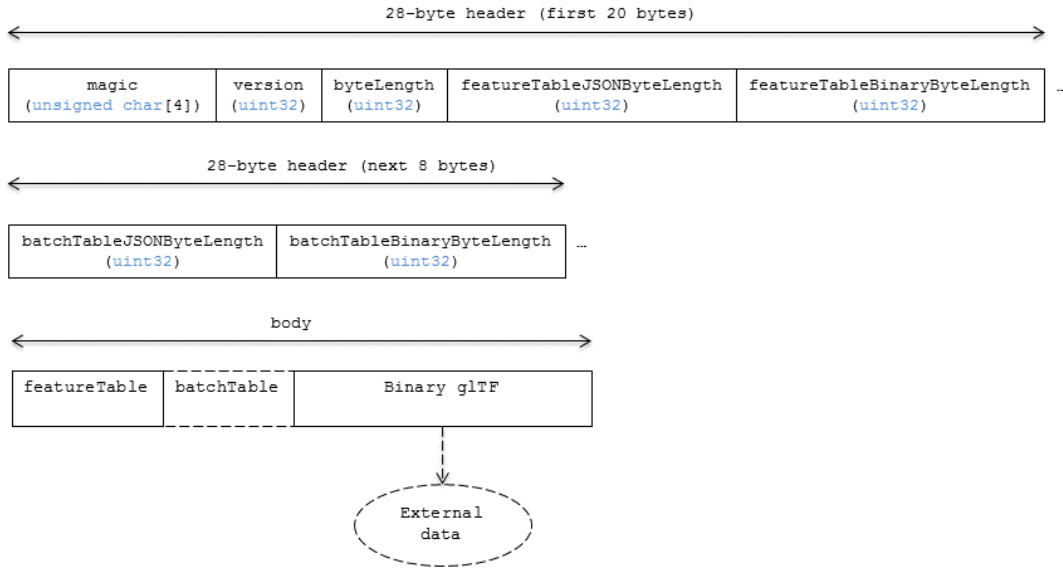 28-byte header (first 20 bytes)
magic version byteLength featureTableJSONByteLength featureTableBinaryByteLength
(unsigned char[4]) (uint32) (uint32) (uint32) (uint32) …
28-byte header (next 8 bytes)
batchTableJSONByteLength batchTableBinaryByteLength …
(uint32) (uint32)
body
featureTable batchTable Binary glTF
External
data